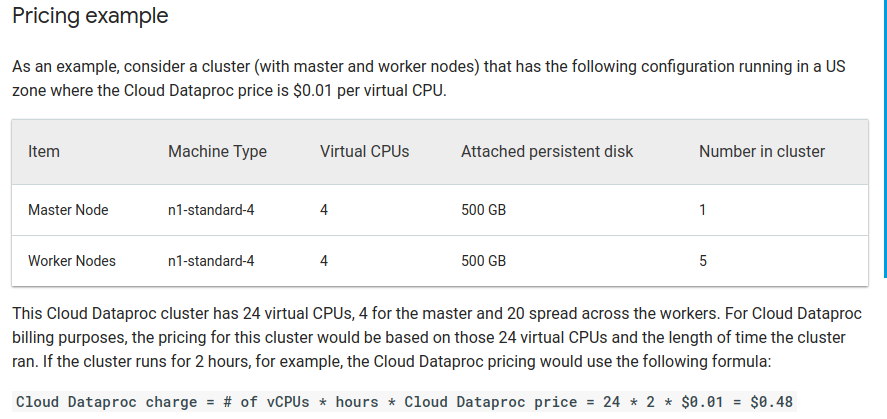 Pricing example
As an example, consider a cluster (with master and worker nodes) that has the following configuration running in a US
zone where the Cloud Dataproc price is $0.01 per virtual CPU.
Item Machine Type Virtual CPUs Attached persistent disk Number in cluster
Master Node n1-standard-4 4 500 GB 1
Worker Nodes n1-standard-4 4 500 GB 5
This Cloud Dataproc cluster has 24 virtual CPUs, 4 for the master and 20 spread across the workers. For Cloud Dataproc
billing purposes, the pricing for this cluster would be based on those 24 virtual CPUs and the length of time the cluster
ran. If the cluster runs for 2 hours, for example, the Cloud Dataproc pricing would use the following formula:
Cloud Dataproc charge = # of vCPUs * hours * Cloud Dataproc price = 24 * 2 * $0.01 = $0.48